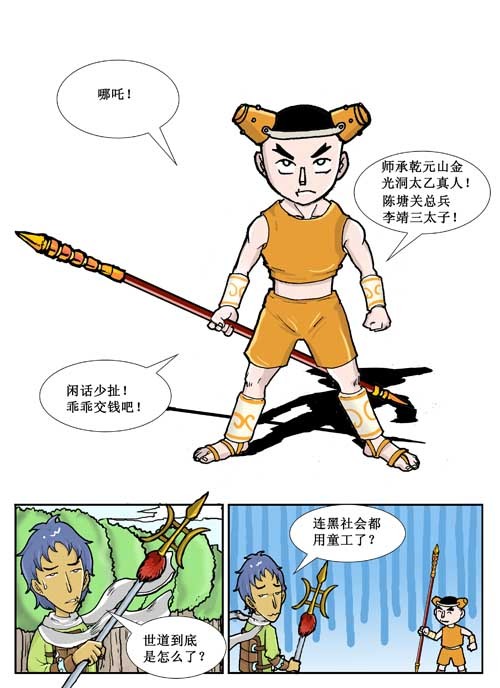 哪吒！
师承乾元山金
光洞太乙真人！
陈塘关总兵
李靖三太子！
闲话少扯！
乖乖交钱吧！
世道到底
是怎么了？
连黑社会都
用童工了？